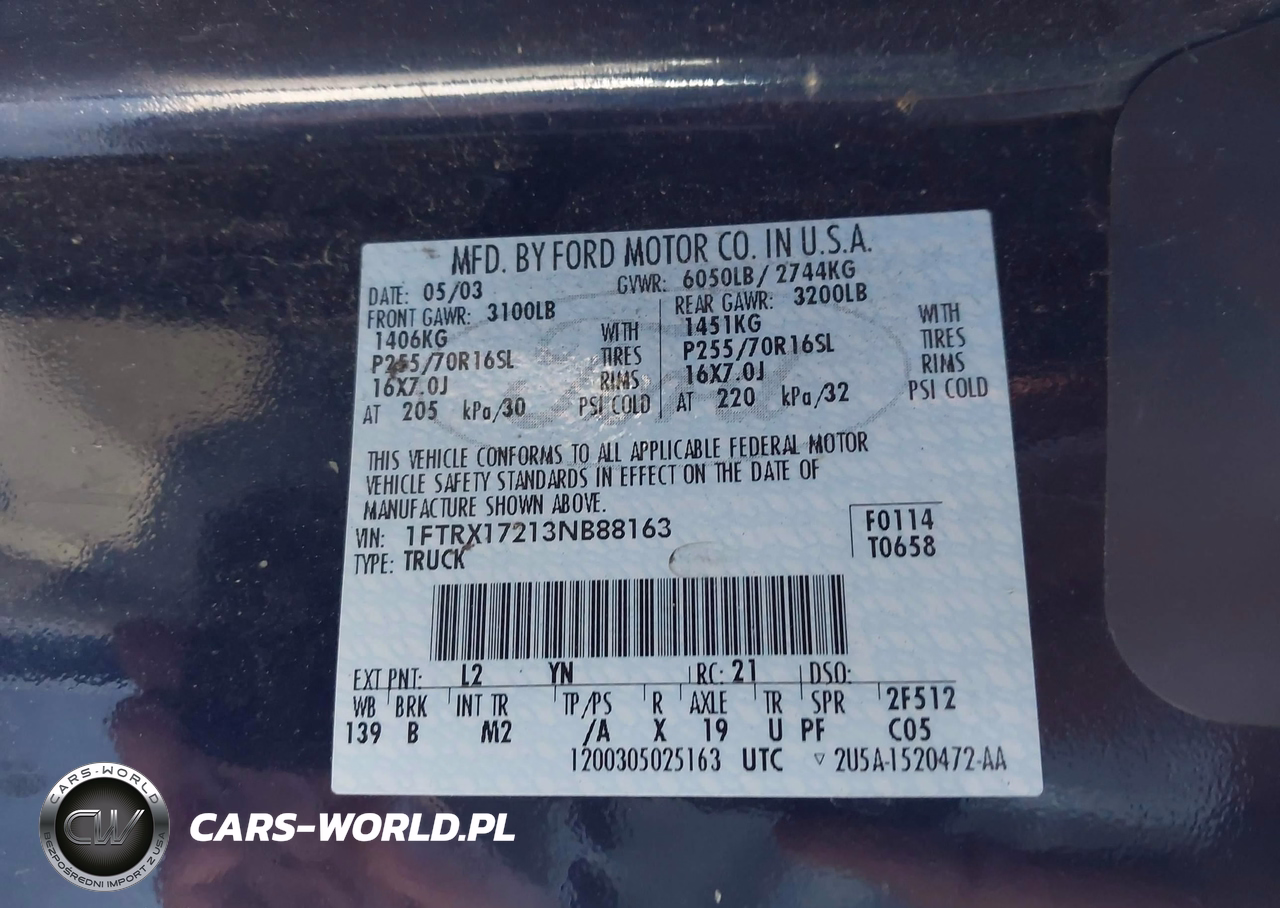 MFD. BY FORD MOTOR CO. IN U.S.A.
DATE: 05/03 GVWR: 6050LB/ 2744KG
FRONT GAWR: 3100LB REAR GAWR: 3200LB
1406KG WITH 1451KG WITH
P255/70R16SL TIRES P255/70R16SL TIRES
16X7.0J RIMS 16X7.0J RIMS
AT 205 kPa/30 PSI COLD AT 220 kPa/32 PSI COLD
THIS VEHICLE CONFORMS TO ALL APPLICABLE FEDERAL MOTOR
VEHICLE SAFETY STANDARDS IN EFFECT ON THE DATE OF
MANUFACTURE SHOWN ABOVE.
VIN: 1FTRX17213NB88163 F0114
TYPE: TRUCK T0658
EXT PNT: L2 YN RC: 21 DSO:
WB BRK INT TR TP/PS R AXLE TR SPR 2F512
139 B M2 /A X 19 U PF C05
1200305025163 UTC ▽ 2U5A-1520472-AA
CARS-WORLD
CW
BEZPOŚREDNI IMPORT Z USA
CARS-WORLD.PL